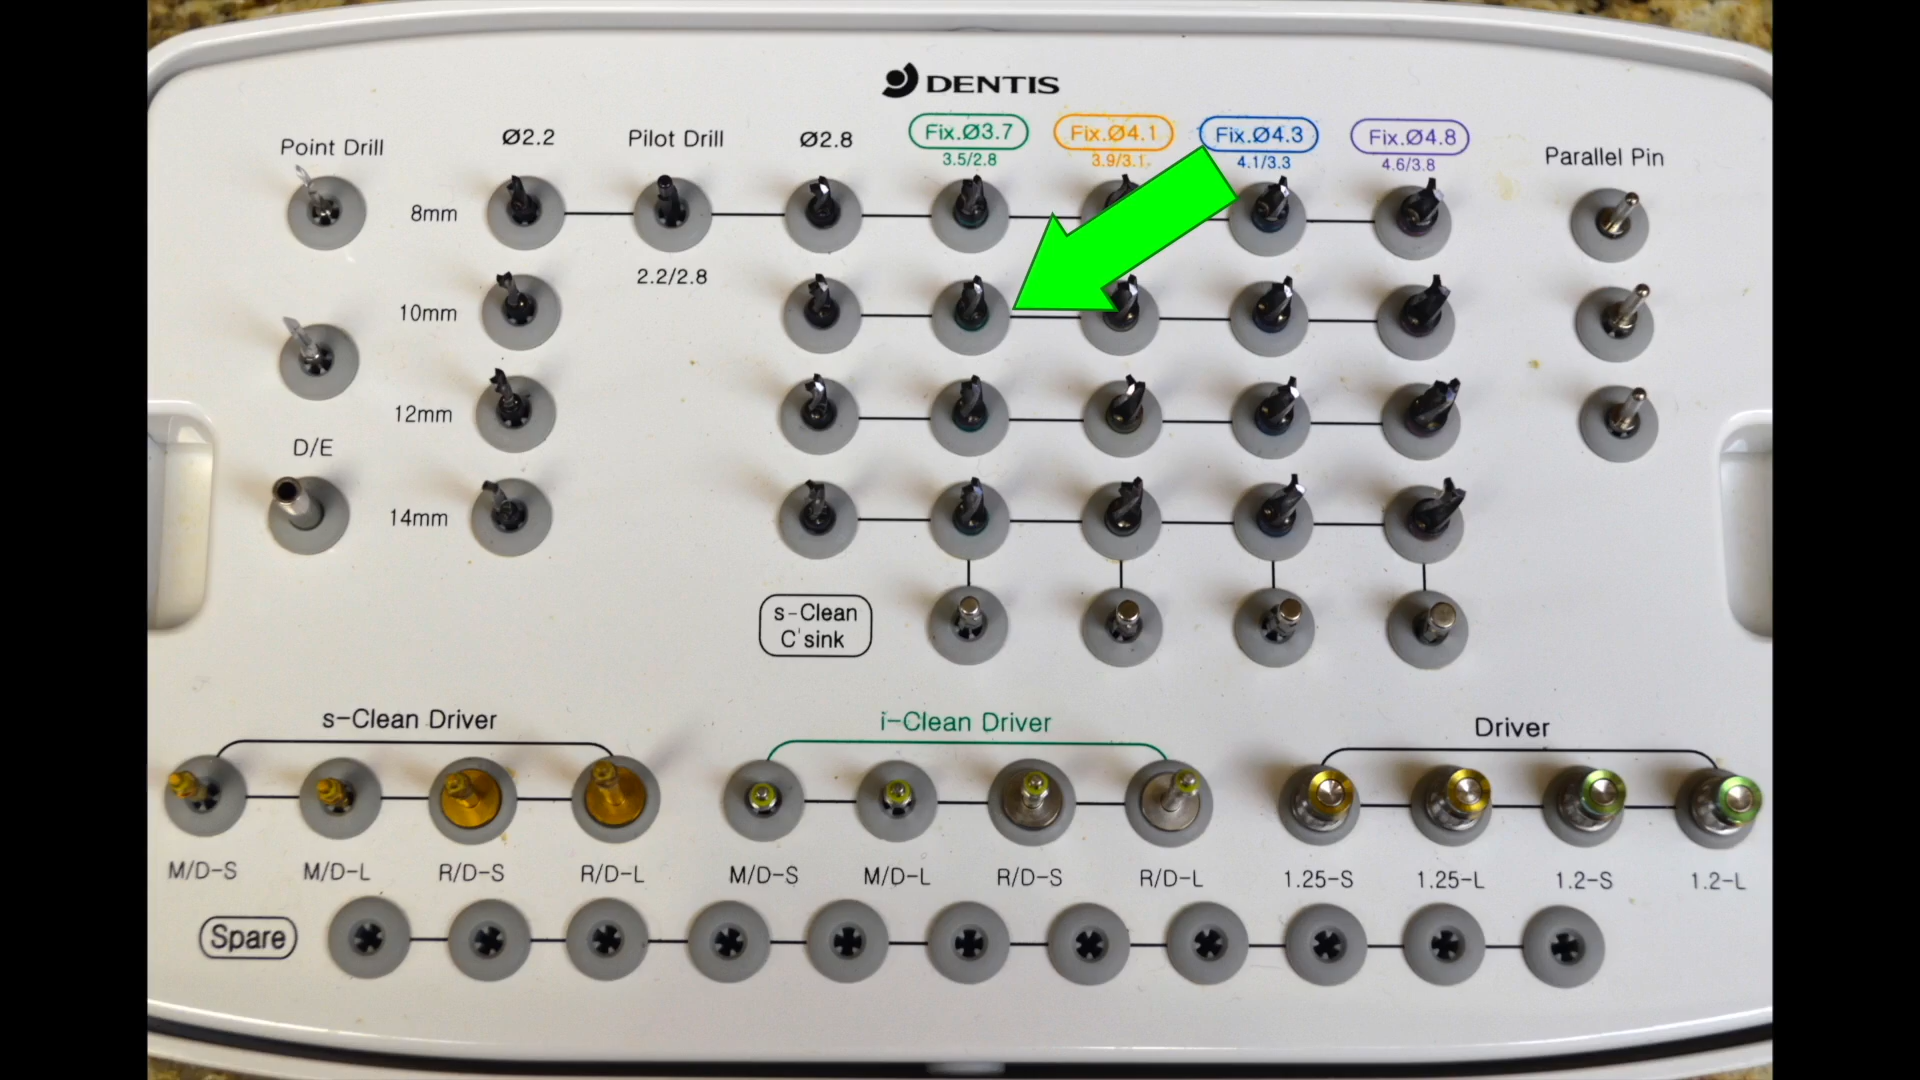 DENTIS
Point Drill
Ø2.2
Pilot Drill
Ø2.8
Fix.Ø3.7
3.5/2.8
Fix.Ø4.1
3.9/3.1
Fix.Ø4.3
4.1/3.3
Fix.Ø4.8
4.6/3.8
Parallel Pin
8mm
2.2/2.8
10mm
12mm
D/E
14mm
s-Clean
C'sink
s-Clean Driver
i-Clean Driver
Driver
M/D-S
M/D-L
R/D-S
R/D-L
M/D-S
M/D-L
R/D-S
R/D-L
1.25-S
1.25-L
1.2-S
1.2-L
Spare